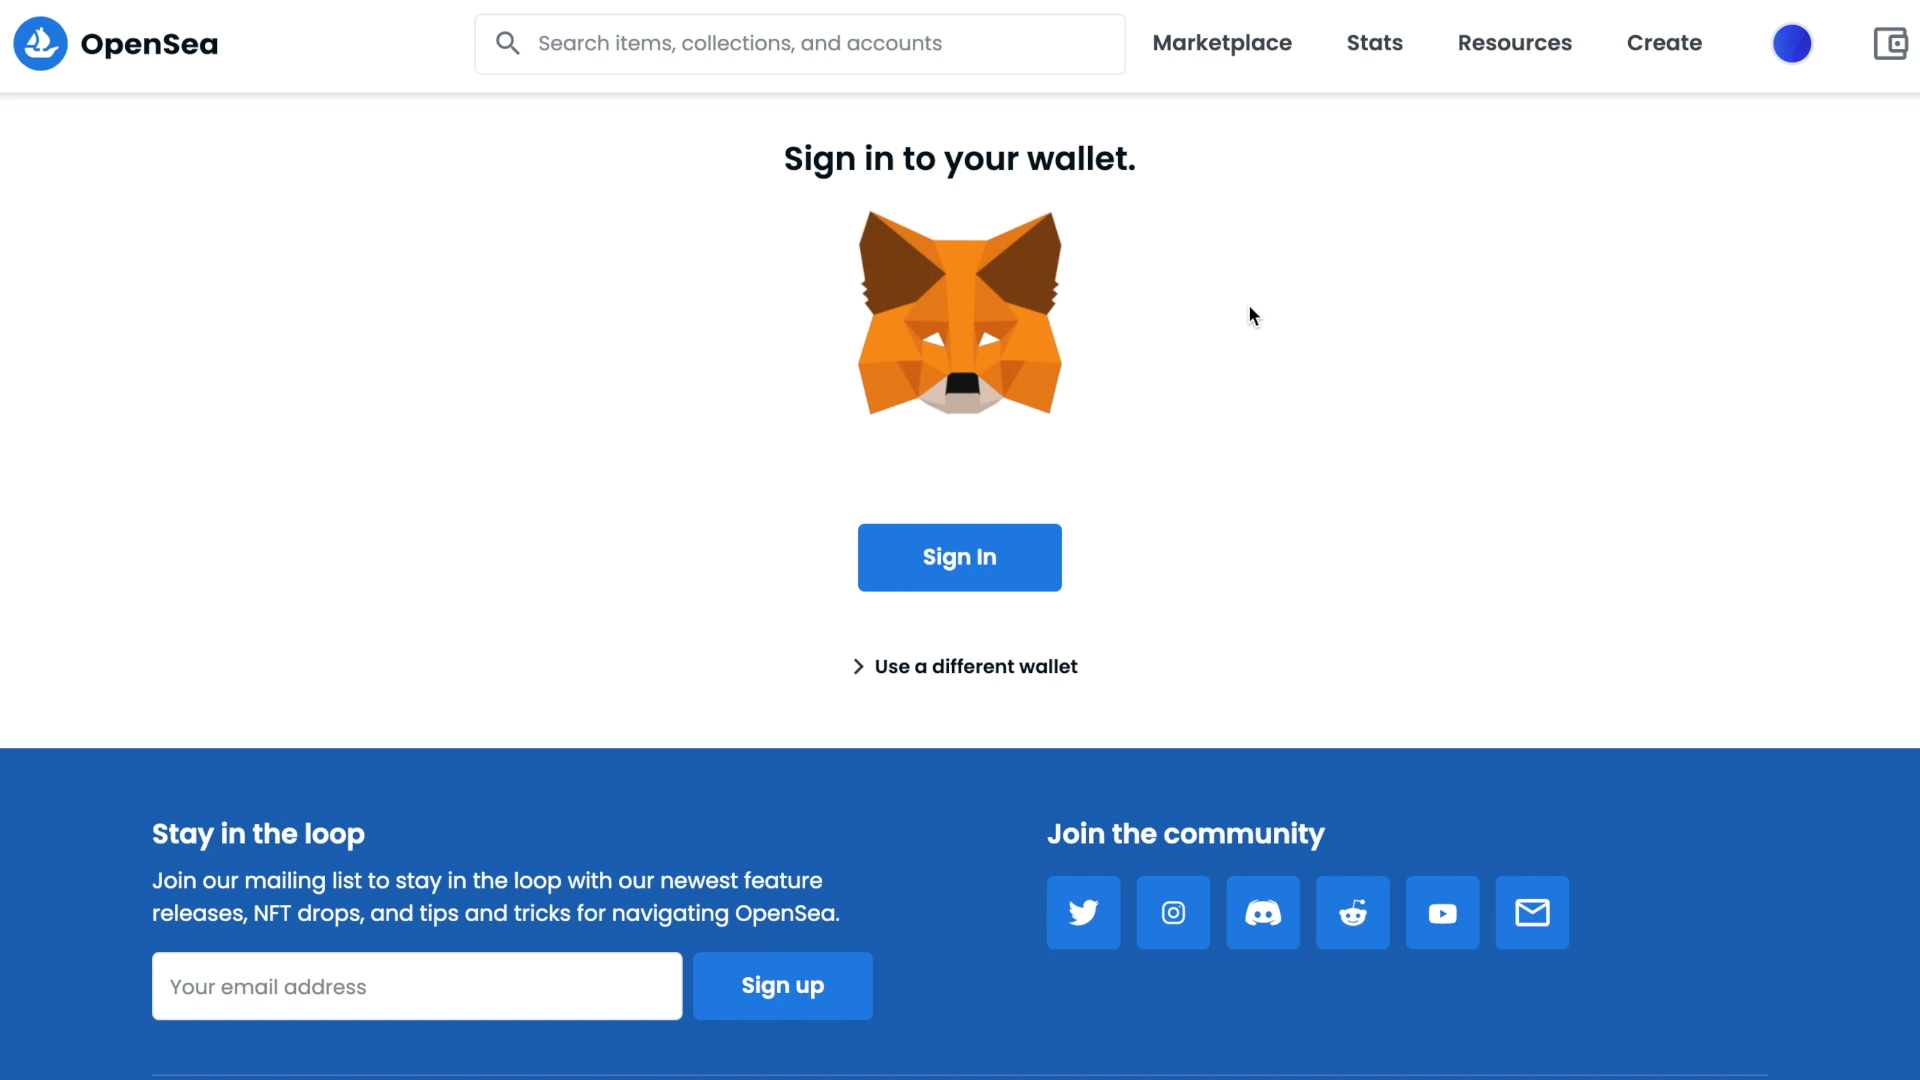 OpenSea
Search items, collections, and accounts
Marketplace
Stats
Resources
Create
Sign in to your wallet.
Sign In
Use a different wallet
Stay in the loop
Join our mailing list to stay in the loop with our newest feature
releases, NFT drops, and tips and tricks for navigating OpenSea.
Your email address
Sign up
Join the community